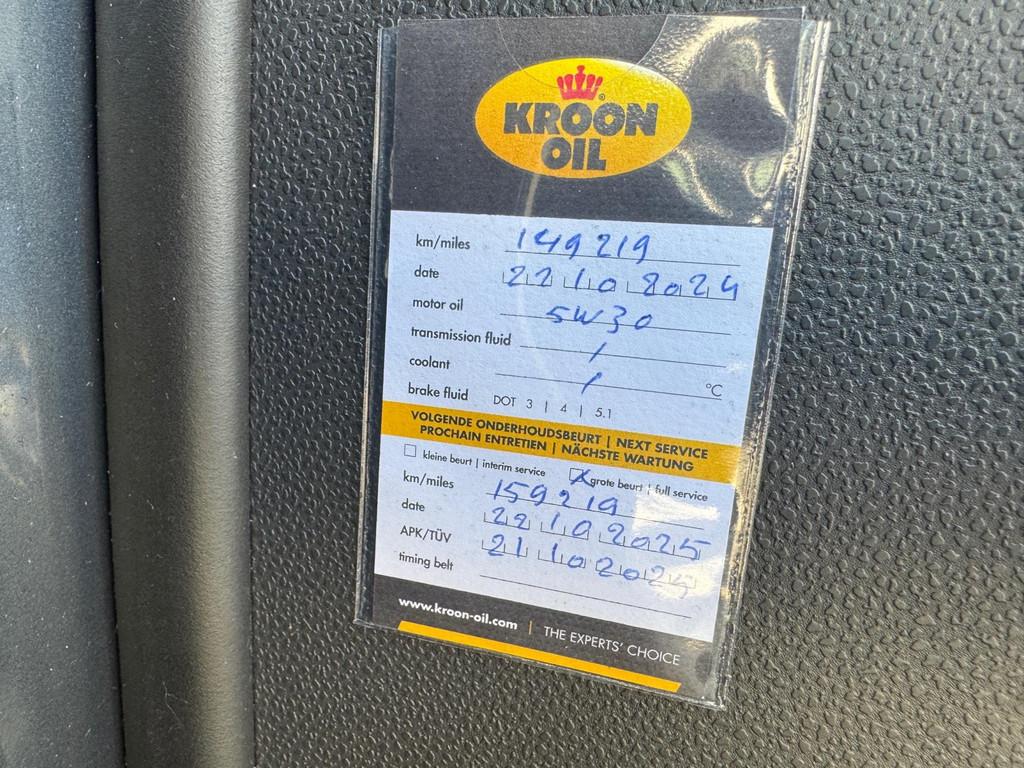 KROON
OIL
km/miles 149219
date 22 10 2024
motor oil 5W30
transmission fluid /
coolant / °C
brake fluid DOT 3 | 4 | 5.1
VOLGENDE ONDERHOUDSBEURT | NEXT SERVICE
PROCHAIN ENTRETIEN | NÄCHSTE WARTUNG
kleine beurt | interim service X grote beurt | full service
km/miles 159219
date 22 10 2025
APK/TÜV 21 10 2025
timing belt
www.kroon-oil.com | THE EXPERTS' CHOICE